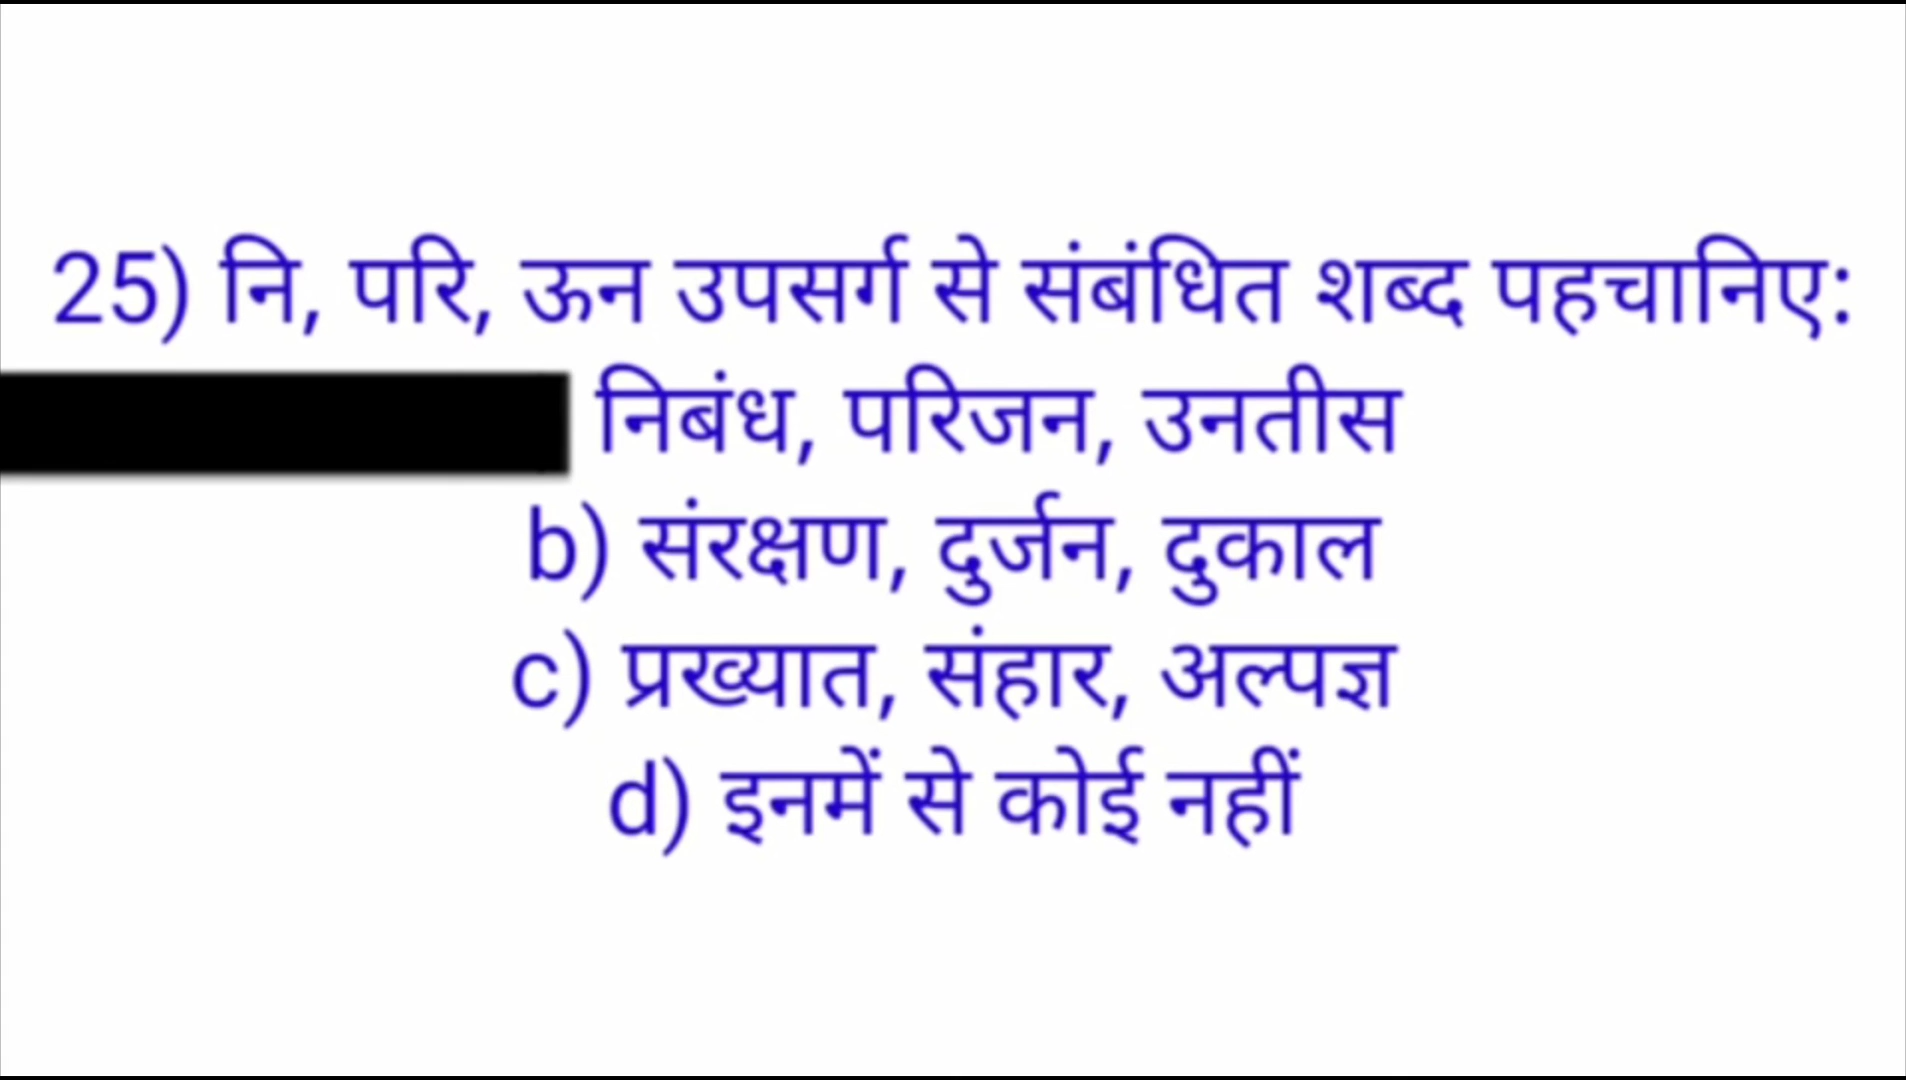 25) नि, परि, ऊन उपसर्ग से संबंधित शब्द पहचानिए:
निबंध, परिजन, उनतीस
b) संरक्षण, दुर्जन, दुकाल
c) प्रख्यात, संहार, अल्पज्ञ
d) इनमें से कोई नहीं